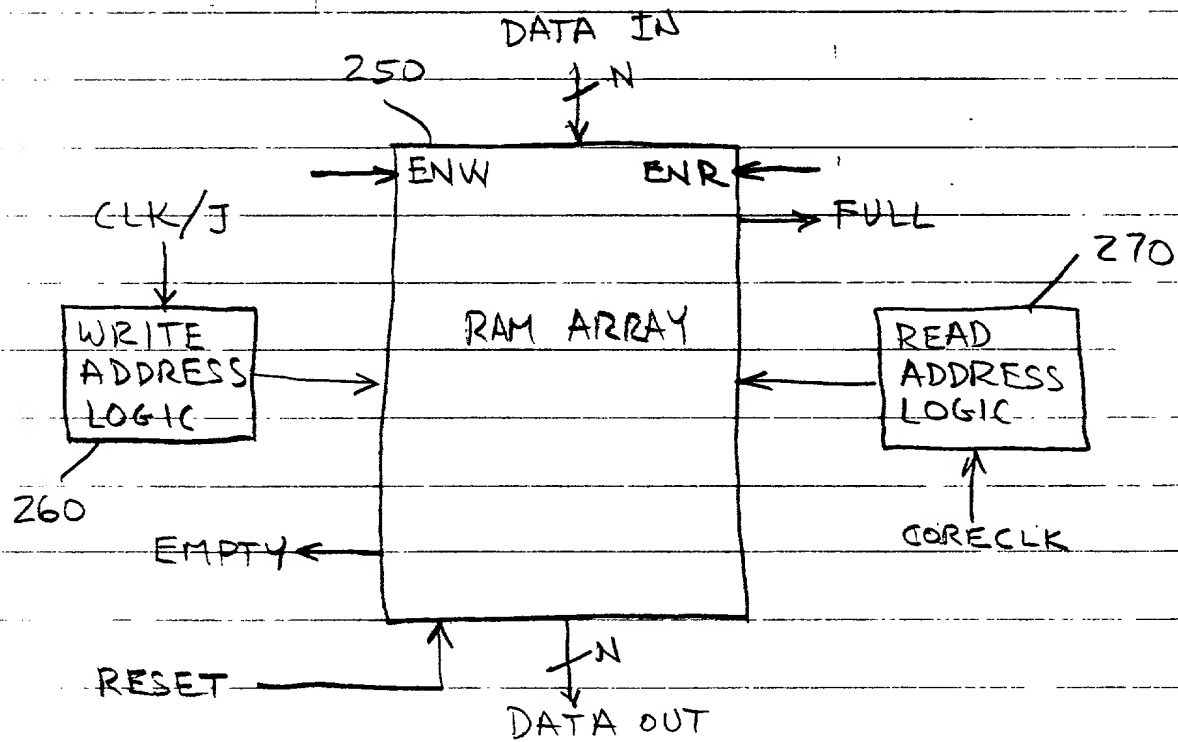 DATA IN
250
N
ENW
ENR
CLK/J
FULL
270
WRITE
ADDRESS
LOGIC
RAM ARRAY
READ
ADDRESS
LOGIC
260
EMPTY
CORECLK
RESET
N
DATA OUT